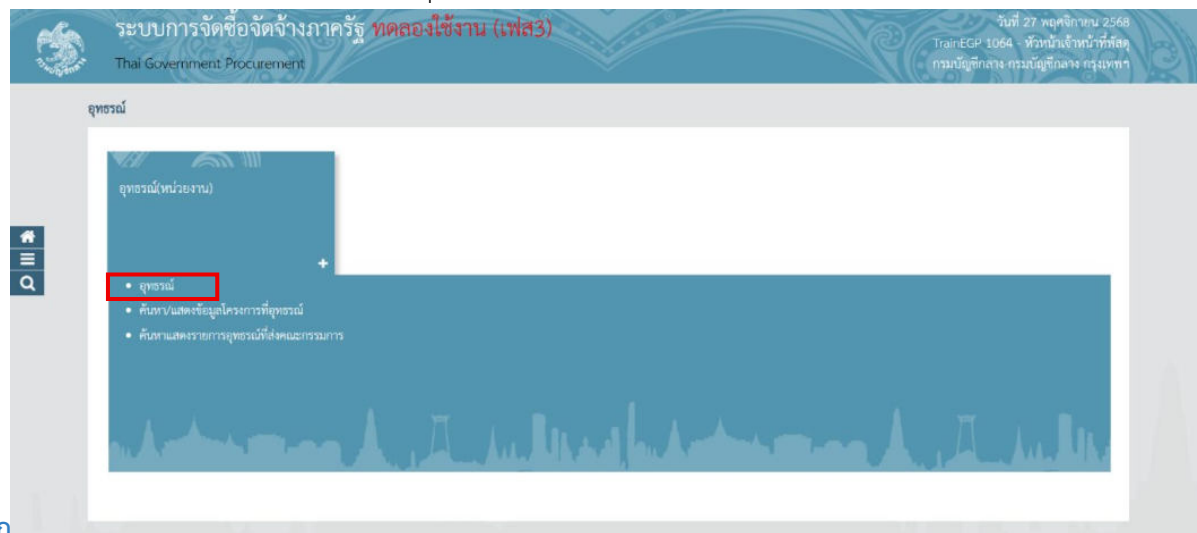 ระบบการจัดซื้อจัดจ้างภาครัฐ ทดลองใช้งาน (เฟส3)
Thai Government Procurement
วันที่ 27 พฤศจิกายน 2568
TrainEGP 1064 - หัวหน้าเจ้าหน้าที่พัสดุ
กรมบัญชีกลาง กรมบัญชีกลาง กรุงเทพฯ
อุทธรณ์
อุทธรณ์(หน่วยงาน)
อุทธรณ์
ค้นหา/แสดงข้อมูลโครงการที่อุทธรณ์
ค้นหาแสดงรายการอุทธรณ์ที่ส่งคณะกรรมการ